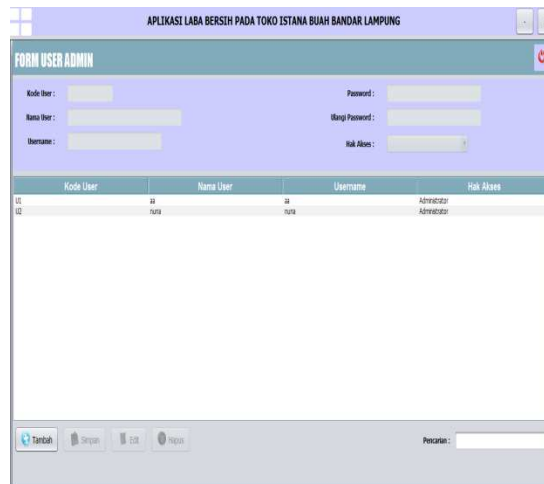 APLIKASI LABA BERSIH PADA TOKO ISTANA BUAH BANDAR LAMPUNG
FORM USER ADMIN
Kode User :
Password :
Nama User :
Ulangi Password :
Username :
Hak Akses :
Kode User Nama User Username Hak Akses
U1 aa aa Administrator
U2 nuna nuna Administrator
Tambah Simpan Edit Hapus Pencarian :